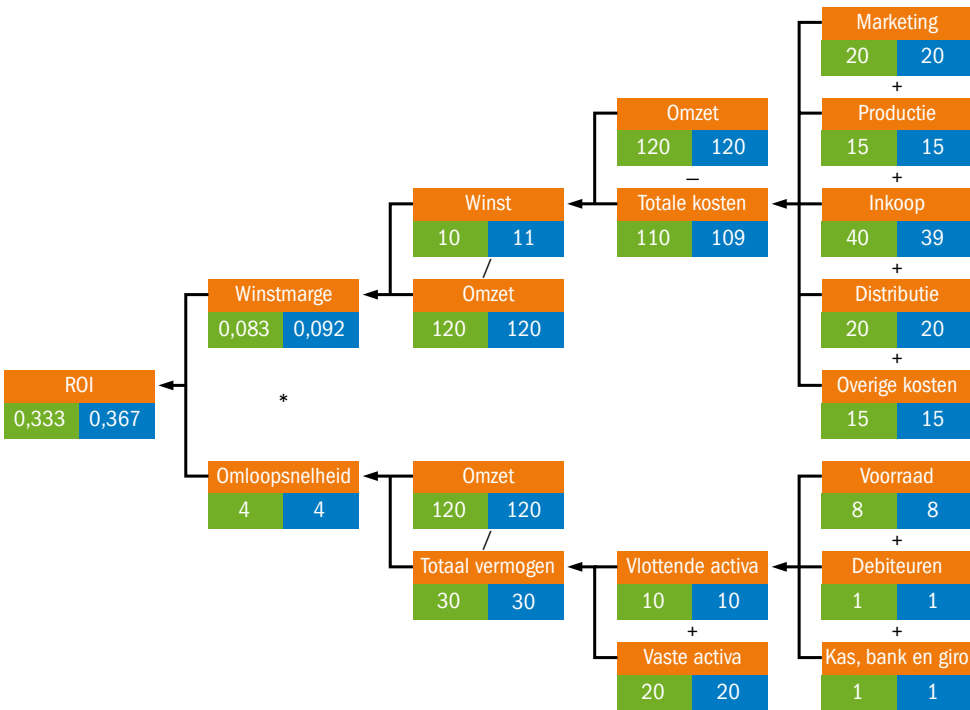 Marketing
20 20
+
Omzet
120 120
–
Productie
15 15
+
Winst
10 11
/
Totale kosten
110 109
Inkoop
40 39
+
Winstmarge
0,083 0,092
Omzet
120 120
Distributie
20 20
+
ROI
0,333 0,367
*
Overige kosten
15 15
Omloopsnelheid
4 4
Omzet
120 120
/
Voorraad
8 8
+
Totaal vermogen
30 30
Vlottende activa
10 10
+
Debiteuren
1 1
+
Vaste activa
20 20
Kas, bank en giro
1 1